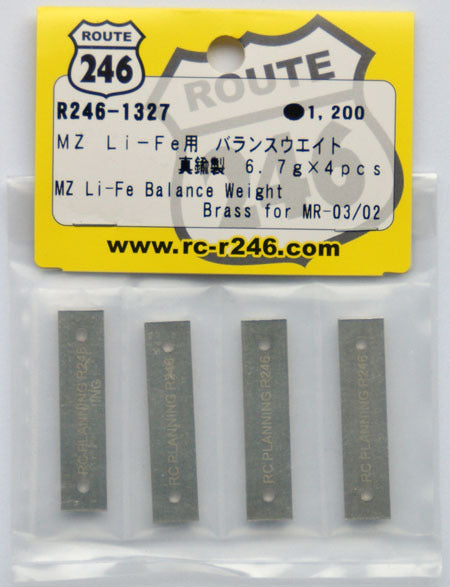 ROUTE
246
ROUTE
246
R246-1327
●1,200
MZ Li-Fe用 バランスウエイト
真鍮製 6.7g×4pcs
MZ Li-Fe Balance Weight
Brass for MR-03/02
www.rc-r246.com
RC PLANNING R246
ING
RC PLANNING R246
RC PLANNING R246
RC PLANNING R246